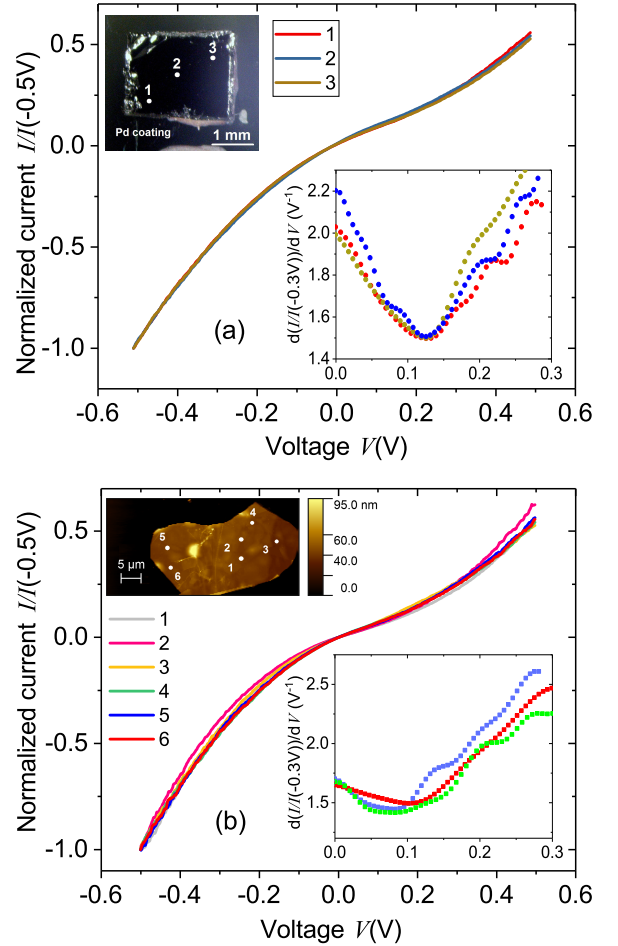 0.5
0.0
-0.5
-1.0
Normalized current I/I(-0.5V)
1
2
3
Pd coating
1 mm
1
2
3
2.2
2.0
1.8
1.6
1.4
d(I/I(-0.3V))/dV (V⁻¹)
0.0 0.1 0.2 0.3
(a)
-0.6 -0.4 -0.2 0.0 0.2 0.4 0.6
Voltage V(V)
0.5
0.0
-0.5
-1.0
Normalized current I/I(-0.5V)
4
5
2
3
1
6
5 µm
95.0 nm
60.0
40.0
0.0
1
2
3
4
5
6
2.5
2.0
1.5
d(I/I(-0.3V))/dV (V⁻¹)
0.0 0.1 0.2 0.3
(b)
-0.6 -0.4 -0.2 0.0 0.2 0.4 0.6
Voltage V(V)